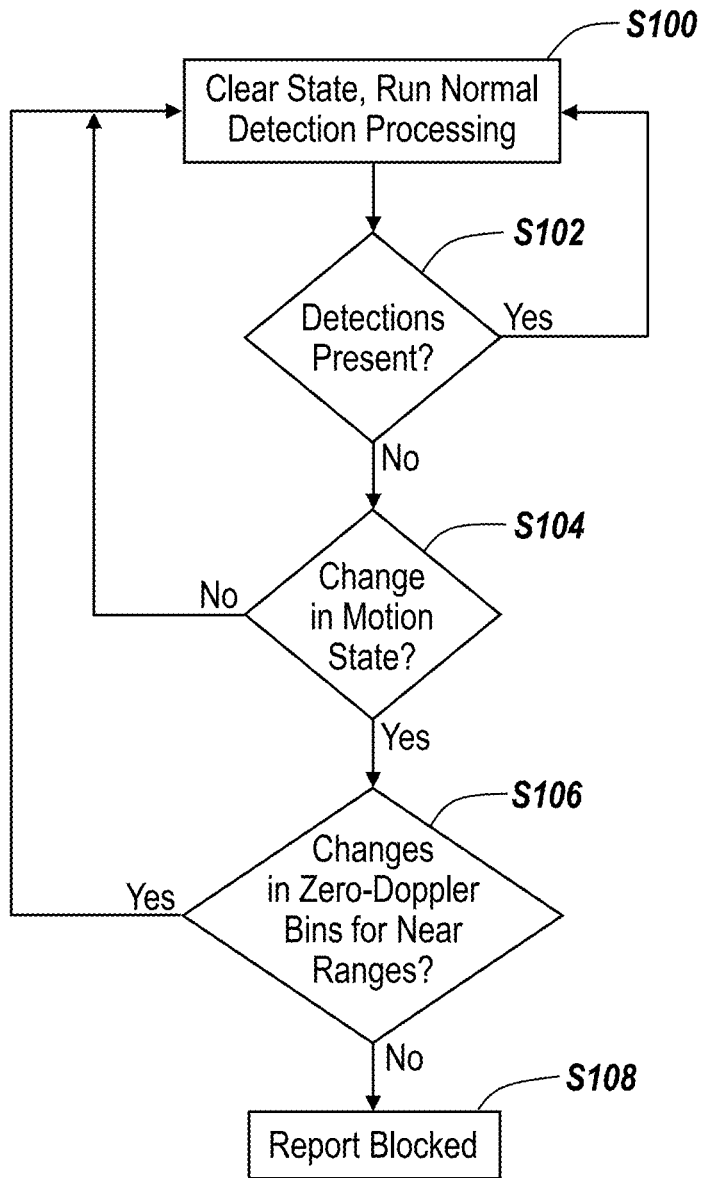 S100
Clear State, Run Normal
Detection Processing
S102
Detections
Present?
Yes
No
S104
Change
in Motion
State?
No
Yes
S106
Changes
in Zero-Doppler
Bins for Near
Ranges?
Yes
No
S108
Report Blocked